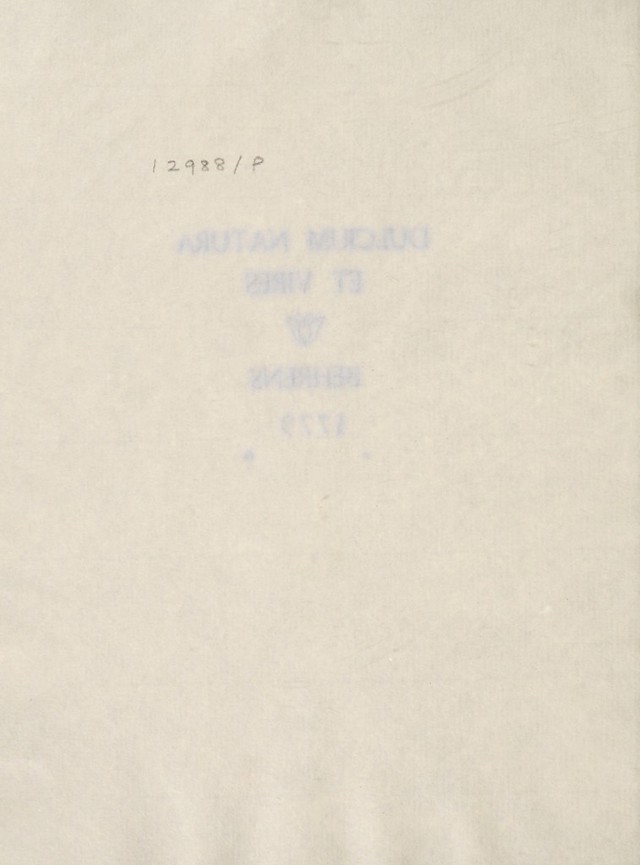 12988/P
DULCIUM NATURA
ET VIRES
BEHRENS
1779